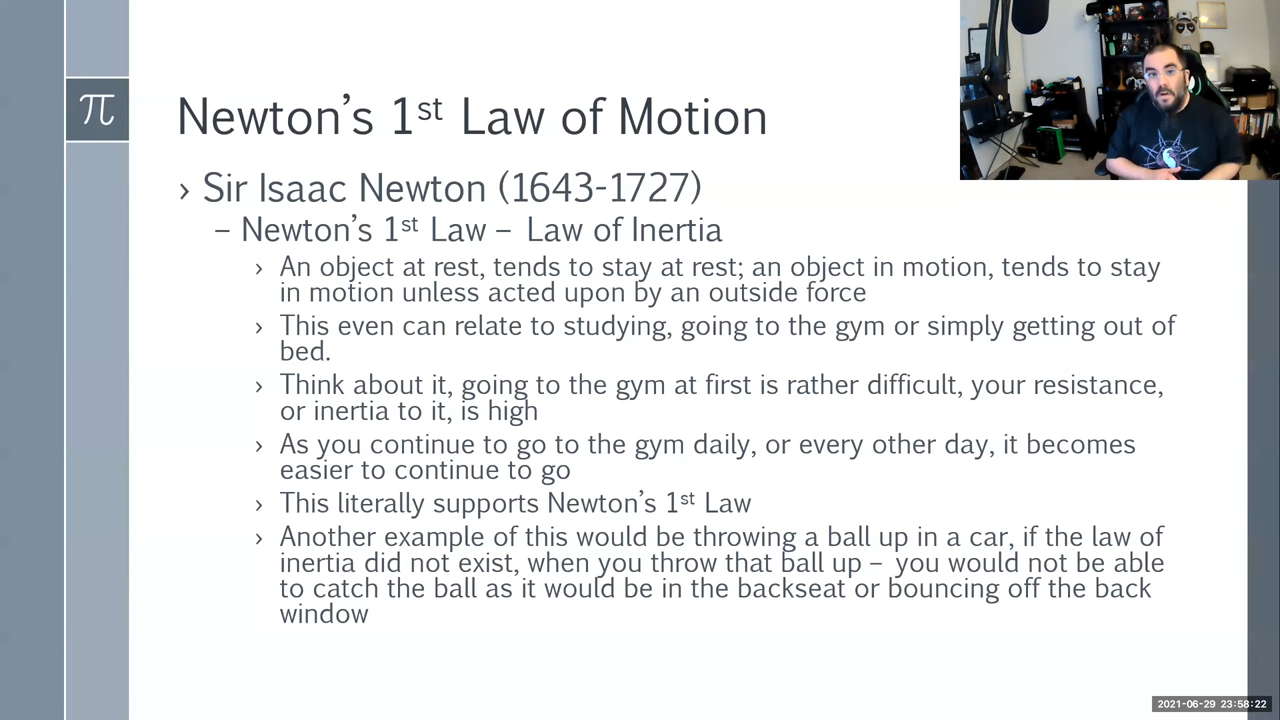 π
Newton’s 1st Law of Motion
› Sir Isaac Newton (1643-1727)
– Newton’s 1st Law – Law of Inertia
› An object at rest, tends to stay at rest; an object in motion, tends to stay
in motion unless acted upon by an outside force
› This even can relate to studying, going to the gym or simply getting out of
bed.
› Think about it, going to the gym at first is rather difficult, your resistance,
or inertia to it, is high
› As you continue to go to the gym daily, or every other day, it becomes
easier to continue to go
› This literally supports Newton’s 1st Law
› Another example of this would be throwing a ball up in a car, if the law of
inertia did not exist, when you throw that ball up – you would not be able
to catch the ball as it would be in the backseat or bouncing off the back
window
2021-06-29 23:58:22